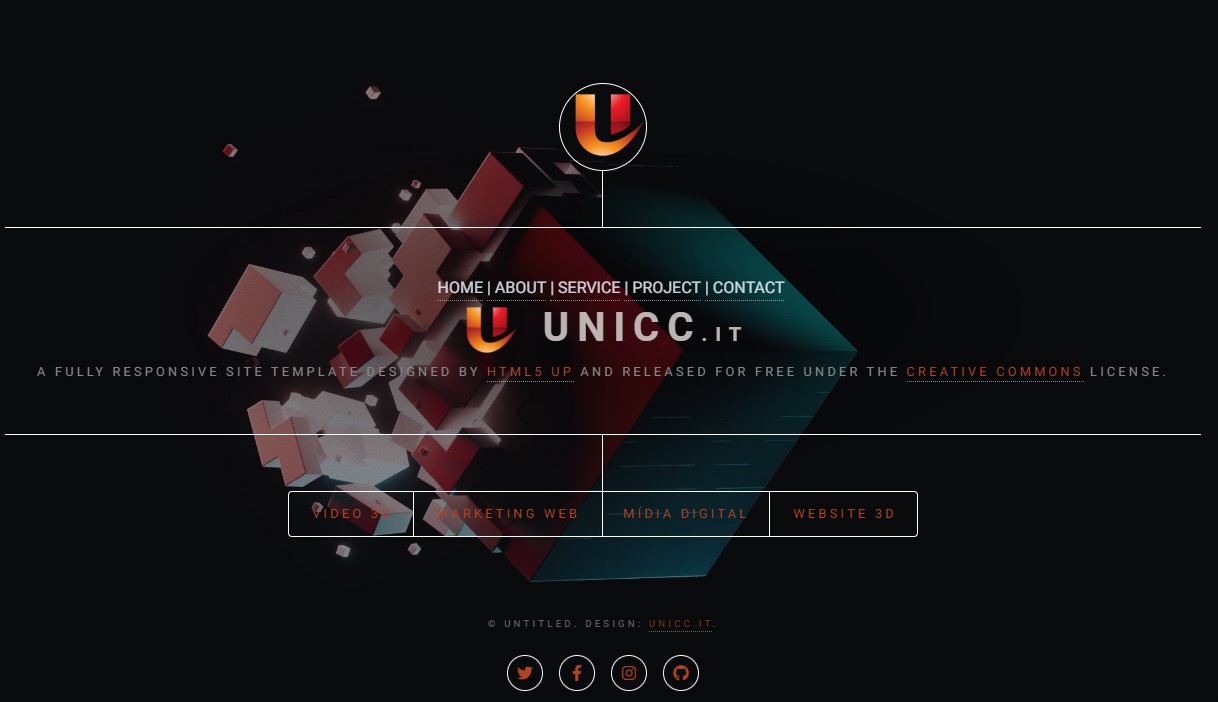 U
HOME | ABOUT | SERVICE | PROJECT | CONTACT
U UNICC.IT
A FULLY RESPONSIVE SITE TEMPLATE DESIGNED BY HTML5 UP AND RELEASED FOR FREE UNDER THE CREATIVE COMMONS LICENSE.
VIDEO 3D MARKETING WEB MÍDIA DIGITAL WEBSITE 3D
© UNTITLED. DESIGN: UNICC.IT.